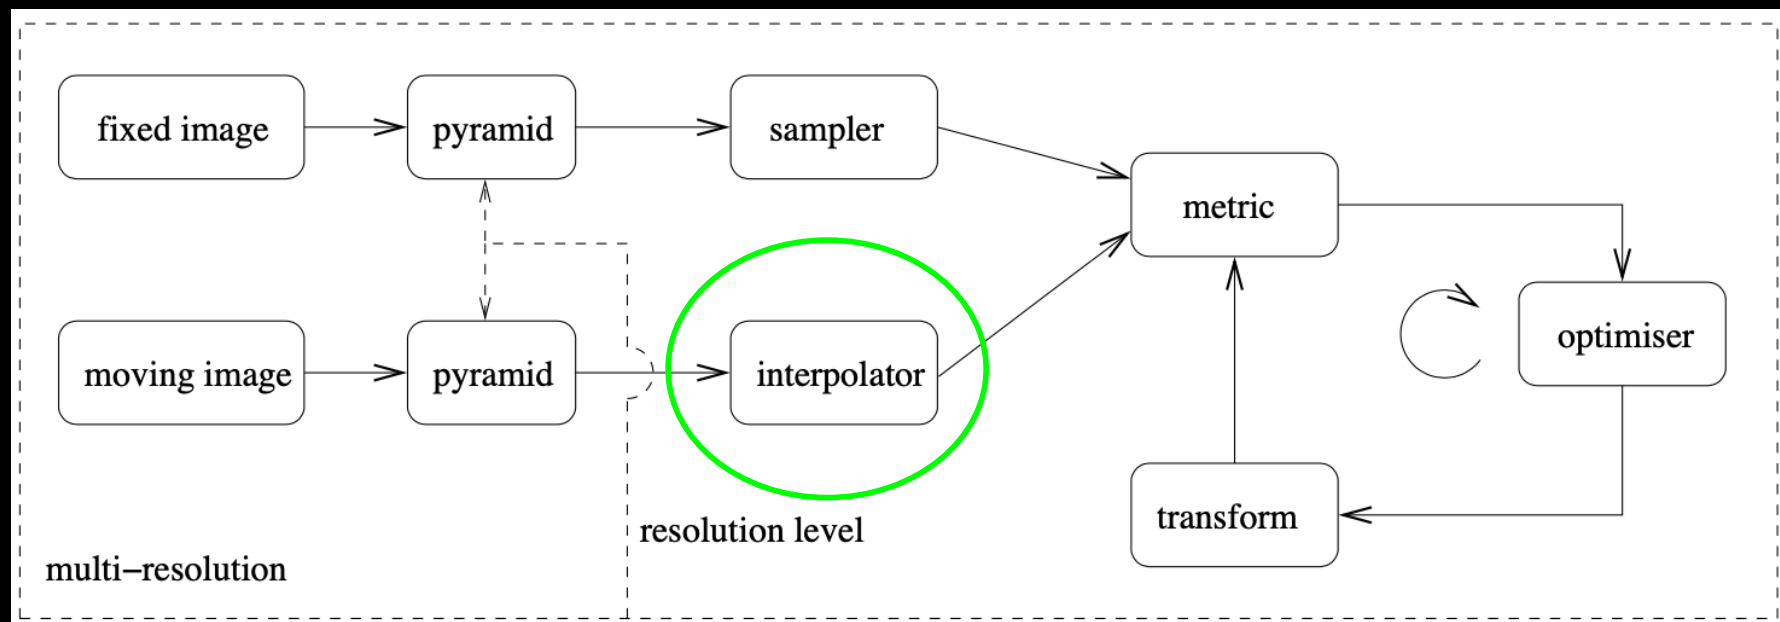 fixed image
pyramid
sampler
metric
moving image
pyramid
interpolator
optimiser
transform
resolution level
multi−resolution